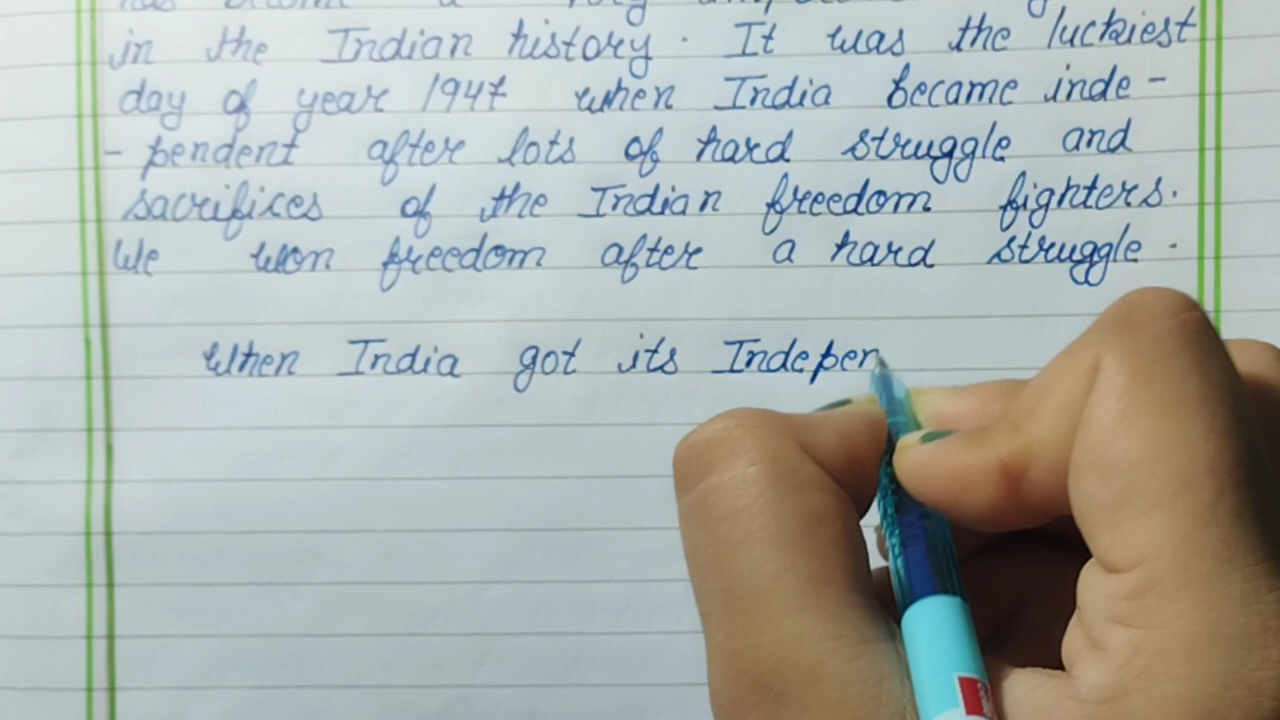 in the Indian history. It was the luckiest
day of year 1947 when India became inde-
- pendent after lots of hard struggle and
sacrifices of the Indian freedom fighters.
We won freedom after a hard struggle.
When India got its Indepen